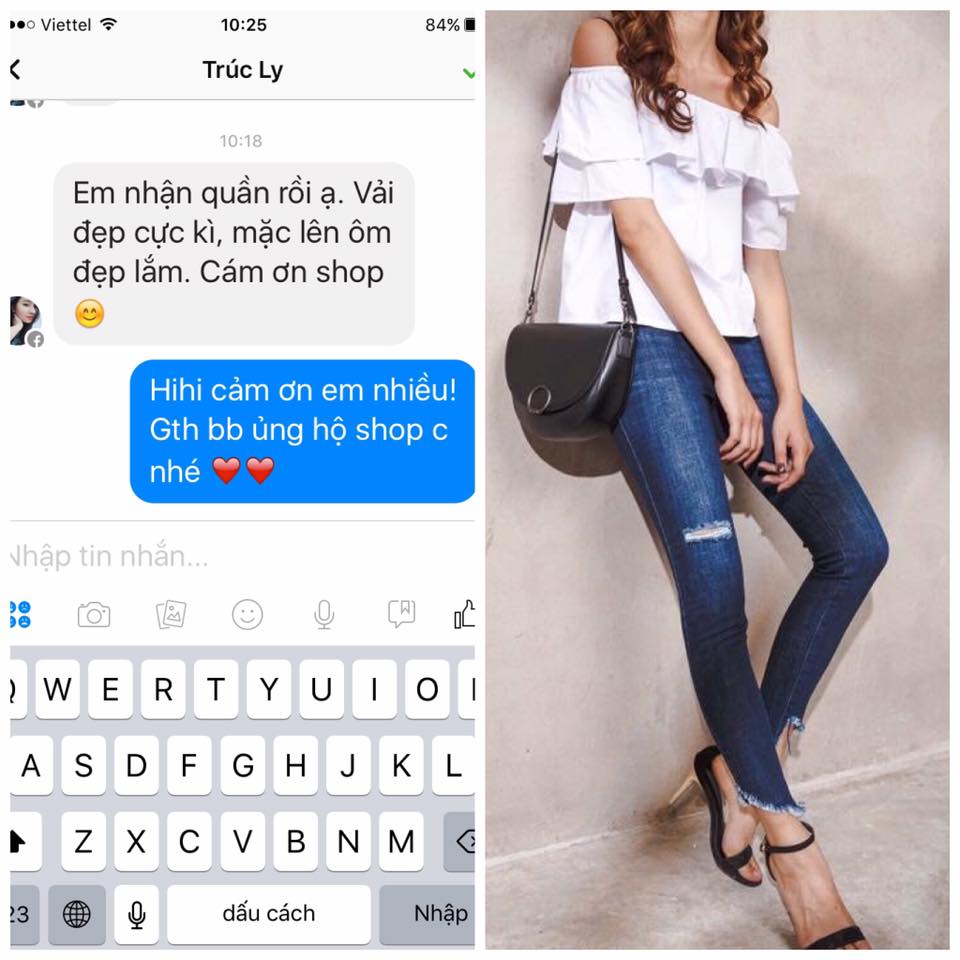 Viettel 10:25 84%
Trúc Ly
10:18
Em nhận quần rồi ạ. Vải
đẹp cực kì, mặc lên ôm
đẹp lắm. Cám ơn shop
😊
Hihi cảm ơn em nhiều!
Gth bb ủng hộ shop c
nhé ❤️❤️
Nhập tin nhắn...
Q W E R T Y U I O
A S D F G H J K L
Z X C V B N M
23 dấu cách Nhập